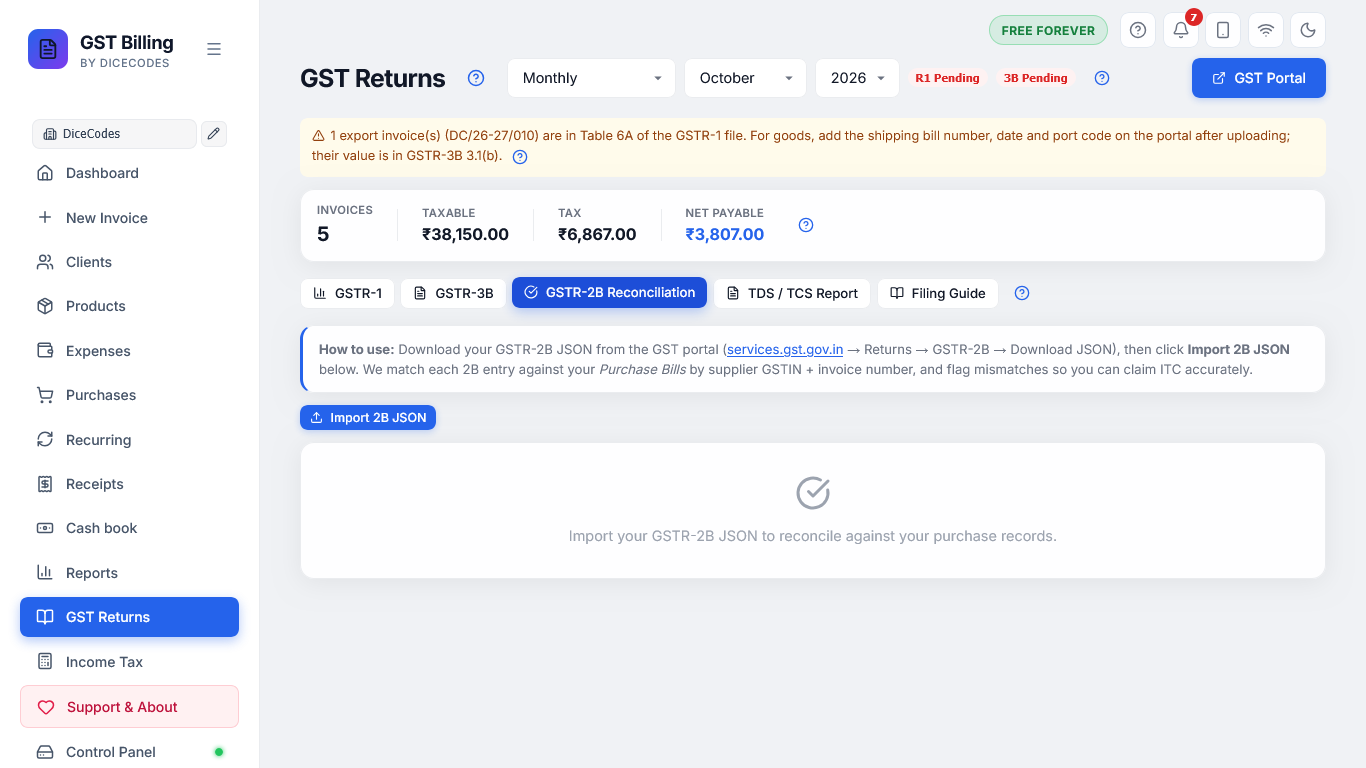 GST Billing
BY DICECODES
DiceCodes
Dashboard
New Invoice
Clients
Products
Expenses
Purchases
Recurring
Receipts
Cash book
Reports
GST Returns
Income Tax
Support & About
Control Panel
FREE FOREVER
7
GST Returns
Monthly
October
2026
R1 Pending
3B Pending
GST Portal
1 export invoice(s) (DC/26-27/010) are in Table 6A of the GSTR-1 file. For goods, add the shipping bill number, date and port code on the portal after uploading;
their value is in GSTR-3B 3.1(b).
INVOICES
5
TAXABLE
₹38,150.00
TAX
₹6,867.00
NET PAYABLE
₹3,807.00
GSTR-1
GSTR-3B
GSTR-2B Reconciliation
TDS / TCS Report
Filing Guide
How to use: Download your GSTR-2B JSON from the GST portal (services.gst.gov.in → Returns → GSTR-2B → Download JSON), then click Import 2B JSON
below. We match each 2B entry against your Purchase Bills by supplier GSTIN + invoice number, and flag mismatches so you can claim ITC accurately.
Import 2B JSON
Import your GSTR-2B JSON to reconcile against your purchase records.